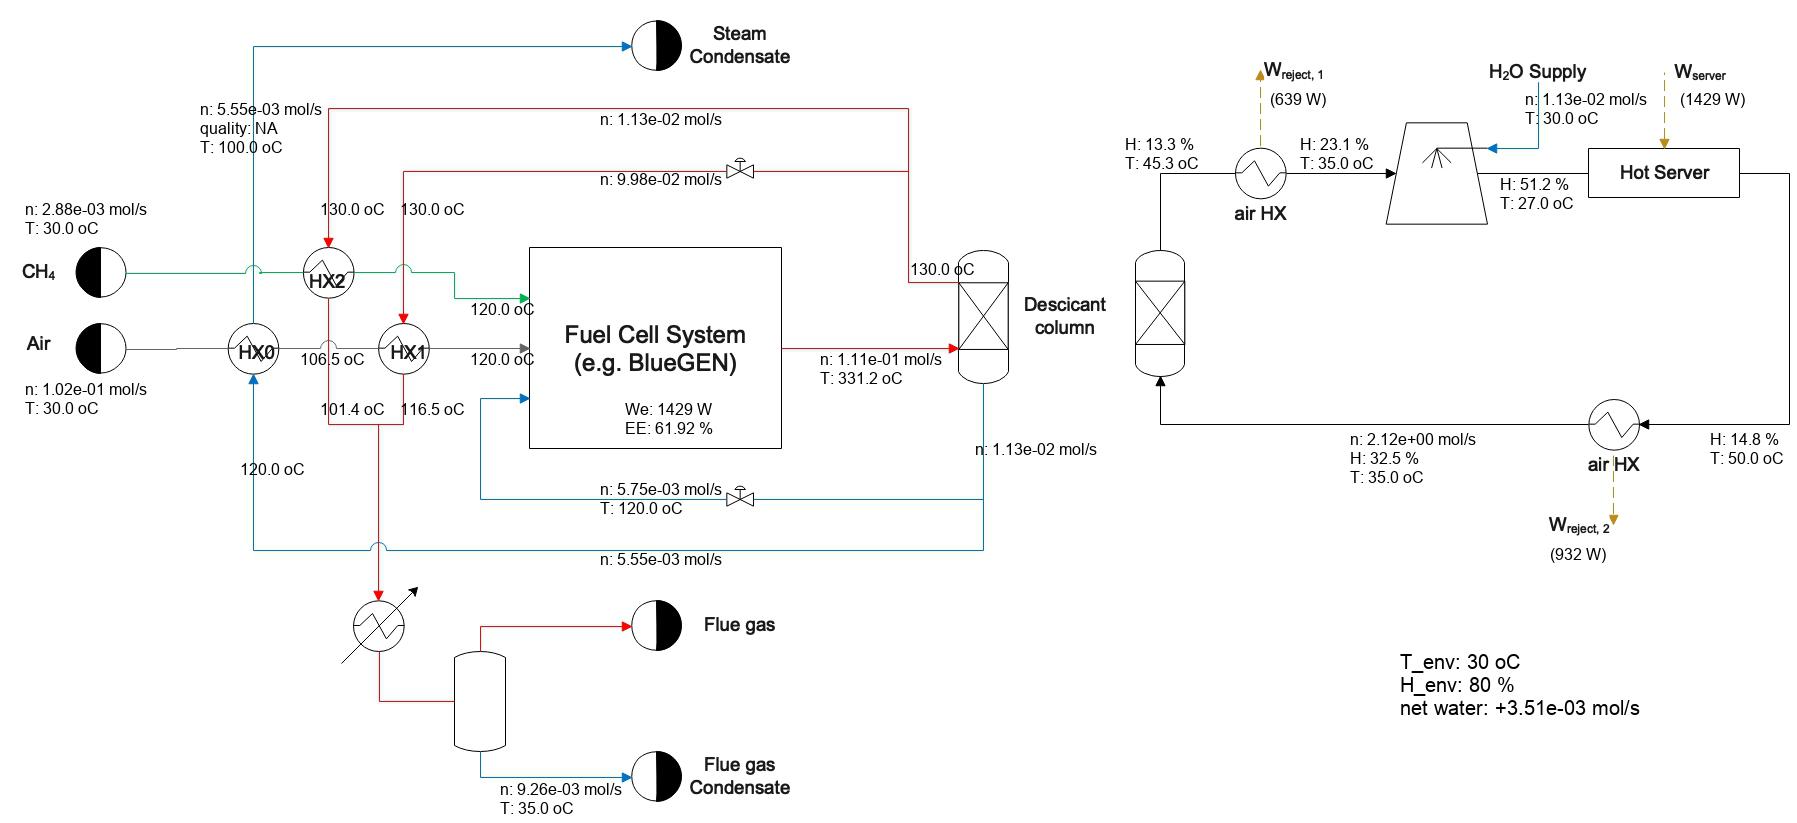 Steam
Condensate
n: 5.55e-03 mol/s
quality: NA
T: 100.0 oC
n: 1.13e-02 mol/s
n: 9.98e-02 mol/s
130.0 oC
130.0 oC
n: 2.88e-03 mol/s
T: 30.0 oC
CH₄
HX2
120.0 oC
Air
HX0
106.5 oC
HX1
120.0 oC
n: 1.02e-01 mol/s
T: 30.0 oC
101.4 oC
116.5 oC
120.0 oC
Fuel Cell System
(e.g. BlueGEN)
We: 1429 W
EE: 61.92 %
n: 1.11e-01 mol/s
T: 331.2 oC
130.0 oC
Descicant
column
n: 1.13e-02 mol/s
n: 5.75e-03 mol/s
T: 120.0 oC
n: 5.55e-03 mol/s
Flue gas
Flue gas
Condensate
n: 9.26e-03 mol/s
T: 35.0 oC
H: 13.3 %
T: 45.3 oC
Wreject, 1
(639 W)
air HX
H: 23.1 %
T: 35.0 oC
H₂O Supply
n: 1.13e-02 mol/s
T: 30.0 oC
Wserver
(1429 W)
Hot Server
H: 51.2 %
T: 27.0 oC
n: 2.12e+00 mol/s
H: 32.5 %
T: 35.0 oC
air HX
H: 14.8 %
T: 50.0 oC
Wreject, 2
(932 W)
T_env: 30 oC
H_env: 80 %
net water: +3.51e-03 mol/s